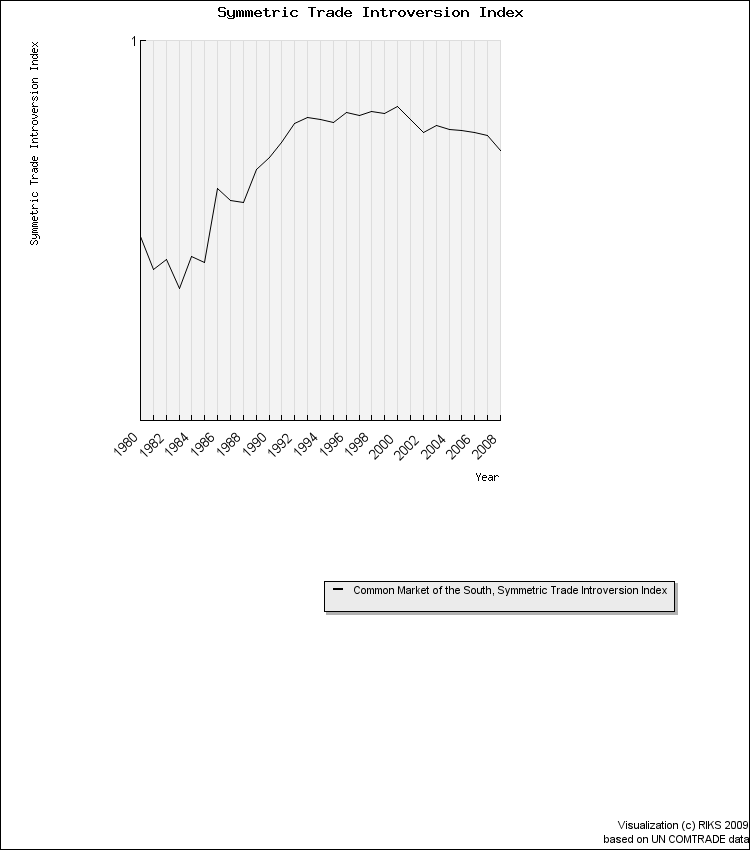 Symmetric Trade Introversion Index
Symmetric Trade Introversion Index
1
1980
1982
1984
1986
1988
1990
1992
1994
1996
1998
2000
2002
2004
2006
2008
Year
Common Market of the South, Symmetric Trade Introversion Index
Visualization (c) RIKS 2009
based on UN COMTRADE data